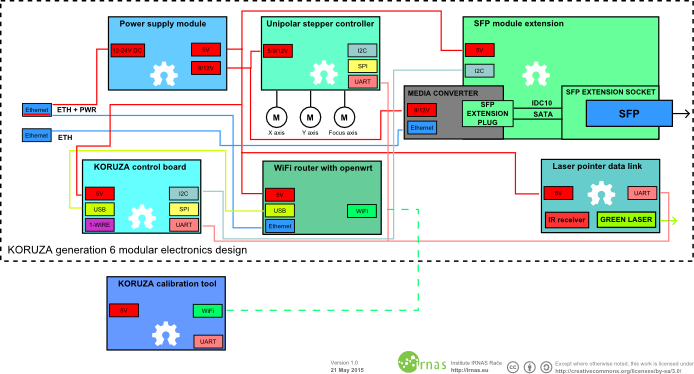 Power supply module
12-24V DC
5V
9/12V
Unipolar stepper controller
5/9/12V
I2C
SPI
UART
M
M
M
X axis
Y axis
Focus axis
SFP module extension
5V
I2C
MEDIA CONVERTER
9/12V
Ethernet
SFP
EXTENSION
PLUG
IDC10
SATA
SFP EXTENSION SOCKET
SFP
Ethernet
ETH + PWR
Ethernet
ETH
KORUZA control board
5V
USB
1-WIRE
I2C
SPI
UART
WiFi router with openwrt
5V
USB
Ethernet
WiFi
Laser pointer data link
5V
UART
IR receiver
GREEN LASER
KORUZA generation 6 modular electronics design
KORUZA calibration tool
5V
WiFi
UART
Version 1.0
21 May 2015
irnas
Institute IRNAS Rače
http://irnas.eu
cc
Except where otherwise noted, this work is licensed under
http://creativecommons.org/licenses/by-sa/3.0/